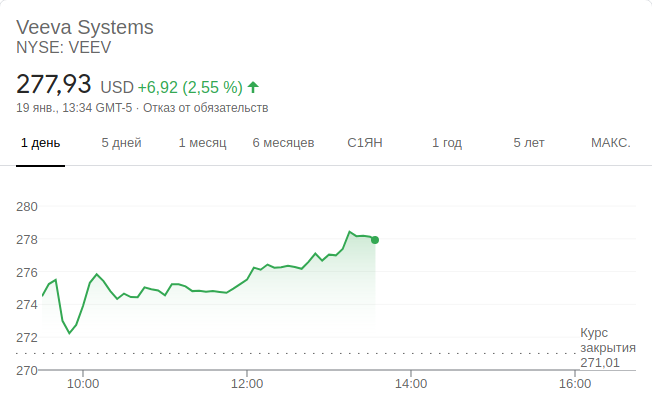 Veeva Systems
NYSE: VEEV
277,93 USD +6,92 (2,55 %)
19 янв., 13:34 GMT-5 · Отказ от обязательств
1 день 5 дней 1 месяц 6 месяцев С1ЯН 1 год 5 лет МАКС.
280
278
276
274
272
270
Курс
закрытия
271,01
10:00 12:00 14:00 16:00